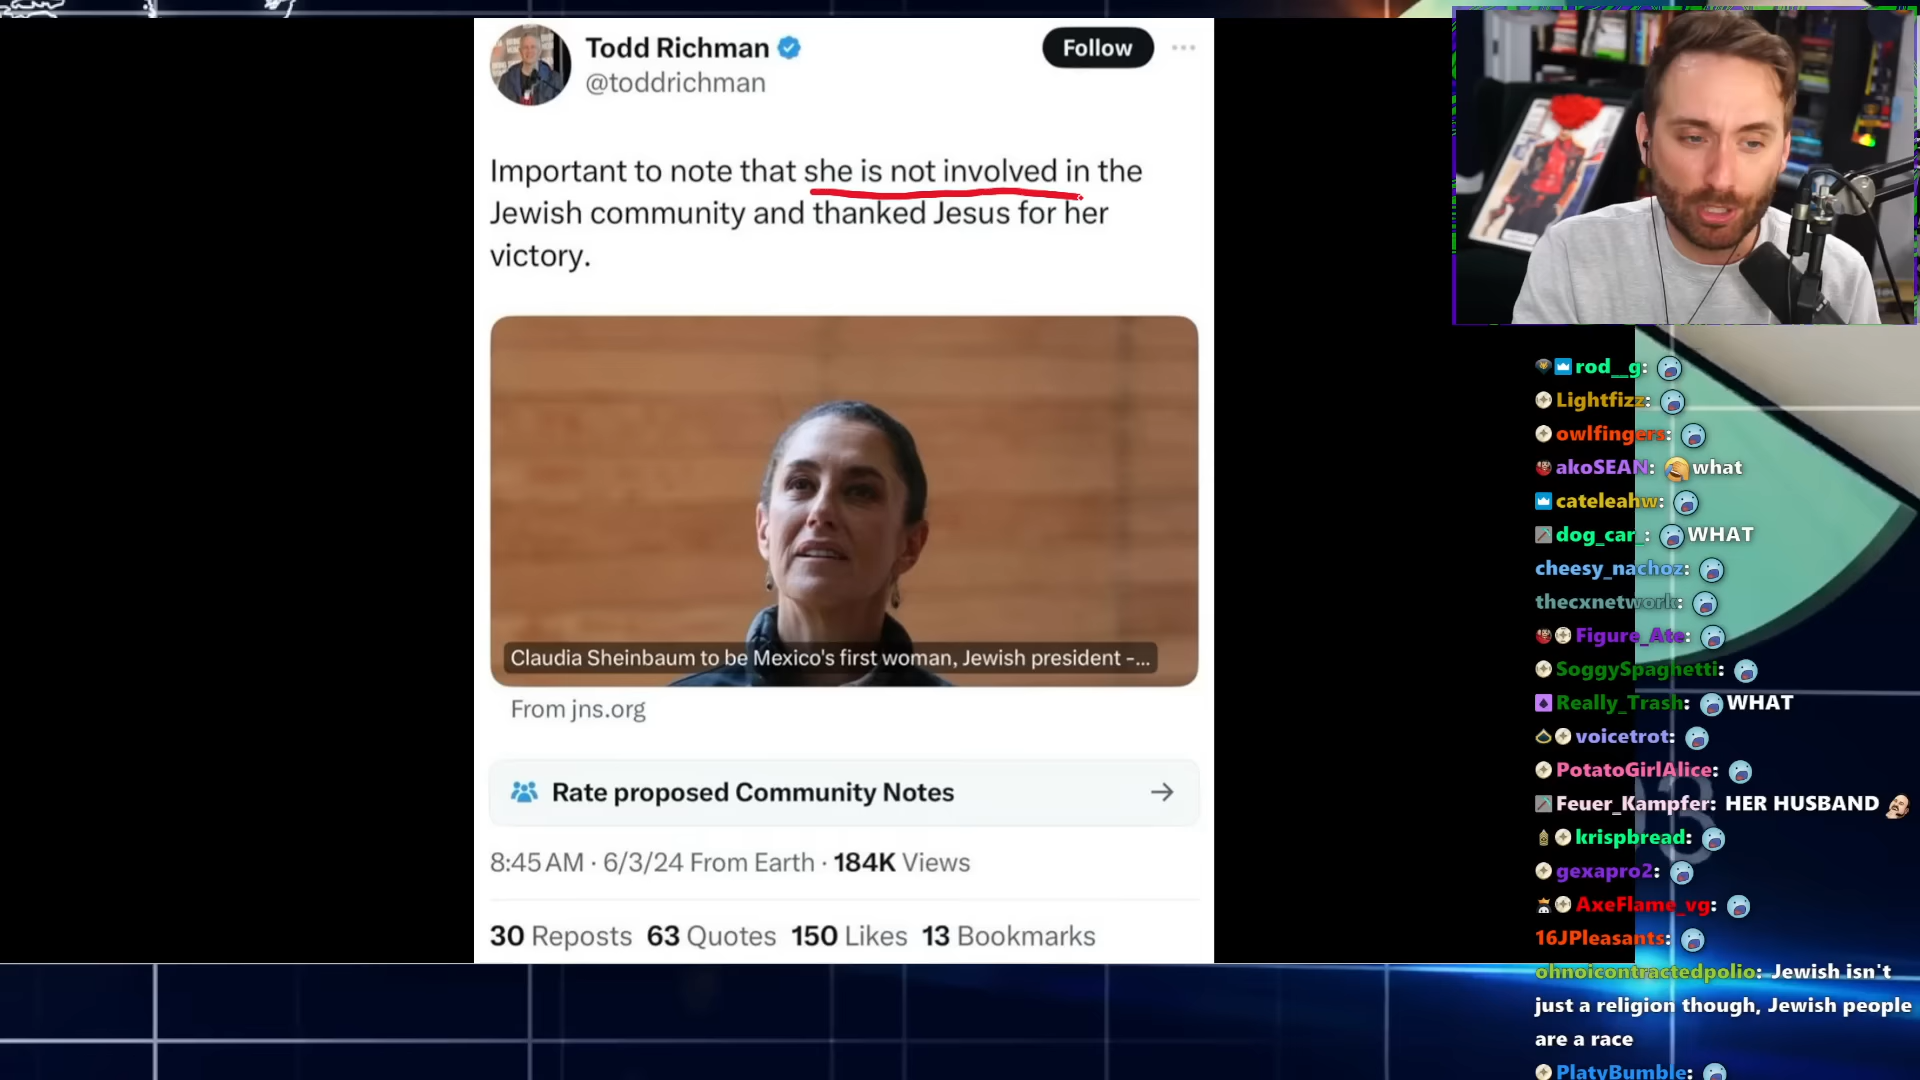 Todd Richman
@toddrichman
Follow
Important to note that she is not involved in the
Jewish community and thanked Jesus for her
victory.
Claudia Sheinbaum to be Mexico's first woman, Jewish president -...
From jns.org
Rate proposed Community Notes
8:45 AM · 6/3/24 From Earth · 184K Views
30 Reposts 63 Quotes 150 Likes 13 Bookmarks
rod__g:
Lightfizz:
owlfingers:
akoSEAN: what
cateleahw:
dog_car_: WHAT
cheesy_nachoz:
thecxnetwork:
Figure_Ate:
SoggySpaghetti:
Really_Trash: WHAT
voicetrot:
PotatoGirlAlice:
Feuer_Kampfer: HER HUSBAND
krispbread:
gexapro2:
AxeFlame_vg:
16JPleasants:
ohnoicontractedpolio: Jewish isn't
just a religion though, Jewish people
are a race
PlatyBumble: